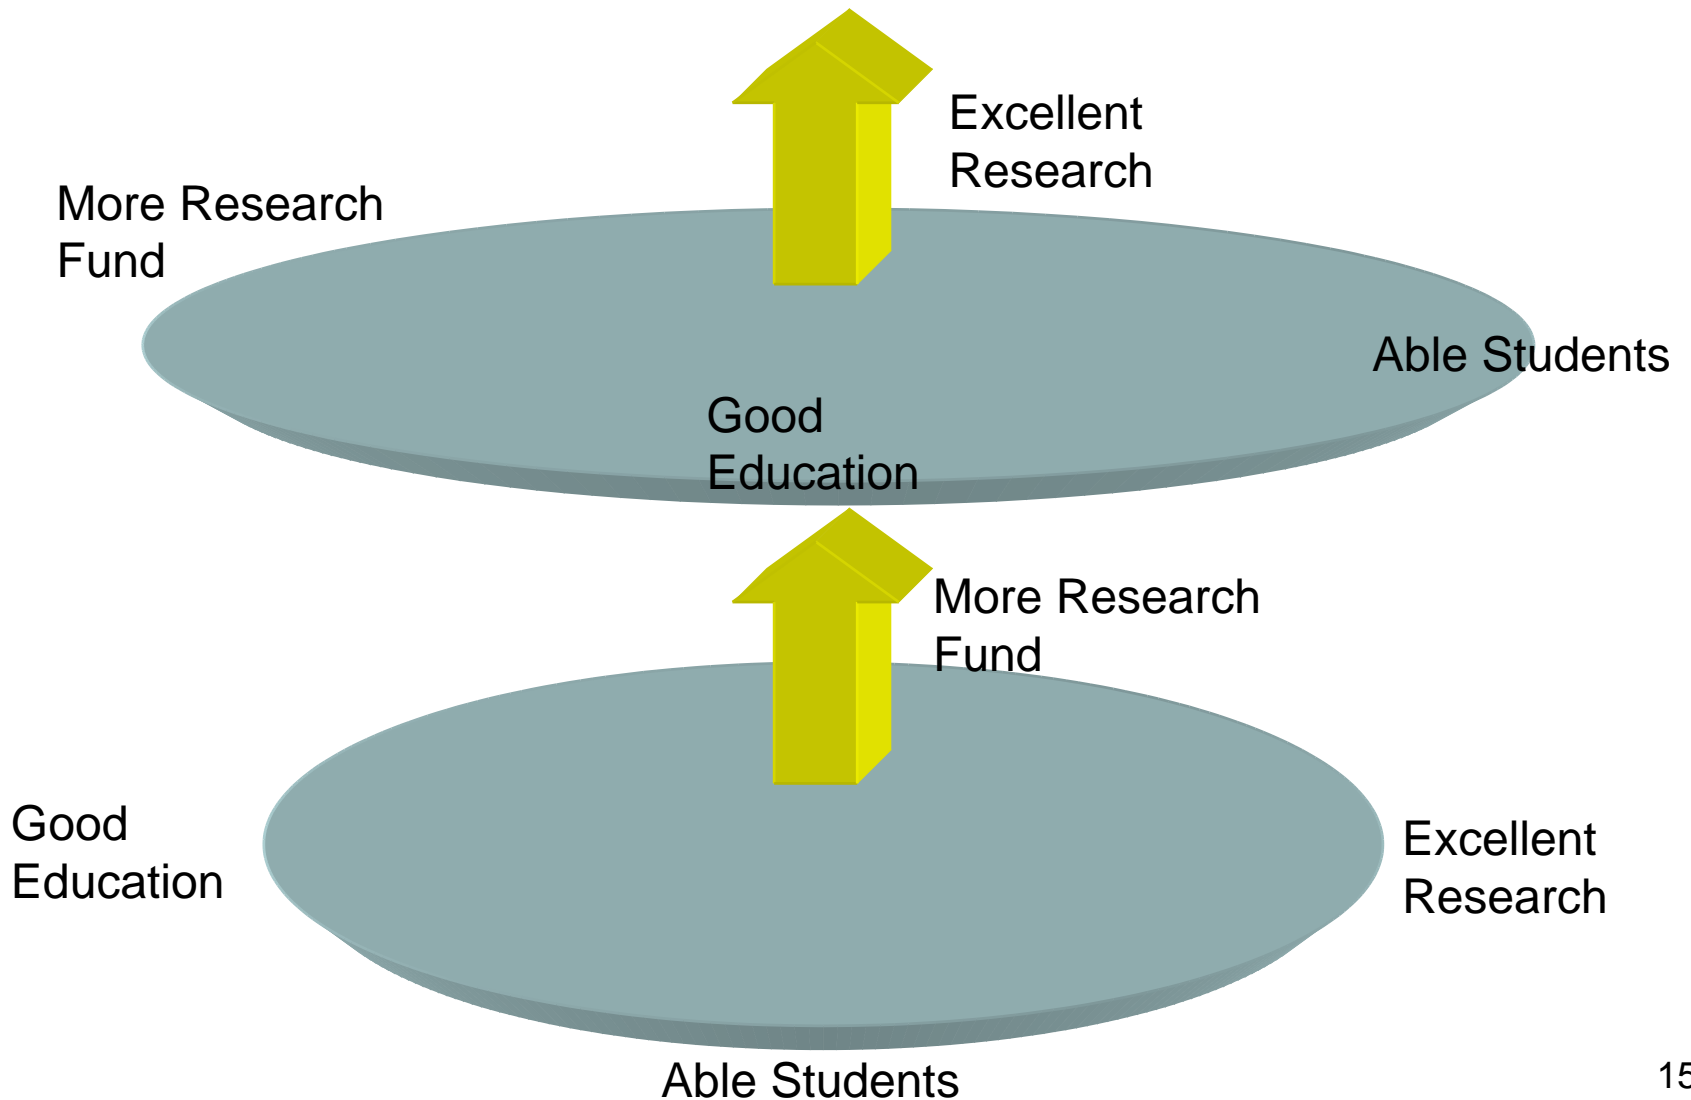 Excellent
Research
More Research
Fund
Able Students
Good
Education
More Research
Fund
Good
Education
Excellent
Research
Able Students
15